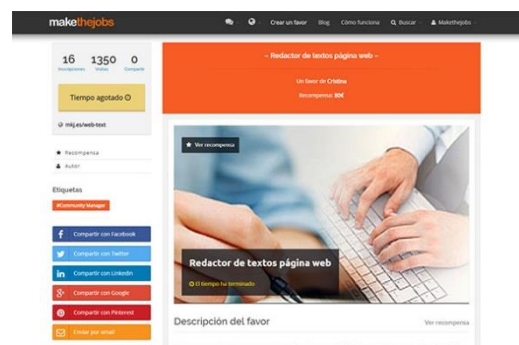 makethejobs
Crear un favor Blog Cómo funciona Buscar Makethejobs
16 1350 0
Inscripciones Visitas Compartir
Tiempo agotado
mkj.es/web-text
Recompensa
Autor
Etiquetas
#Community Manager
Compartir con Facebook
Compartir con Twitter
Compartir con Linkedin
Compartir con Google
Compartir con Pinterest
Enviar por email
– Redactor de textos página web –
Un favor de Cristina
Recompensa: 80€
Ver recompensa
Redactor de textos página web
El tiempo ha terminado
Descripción del favor
Ver recompensa